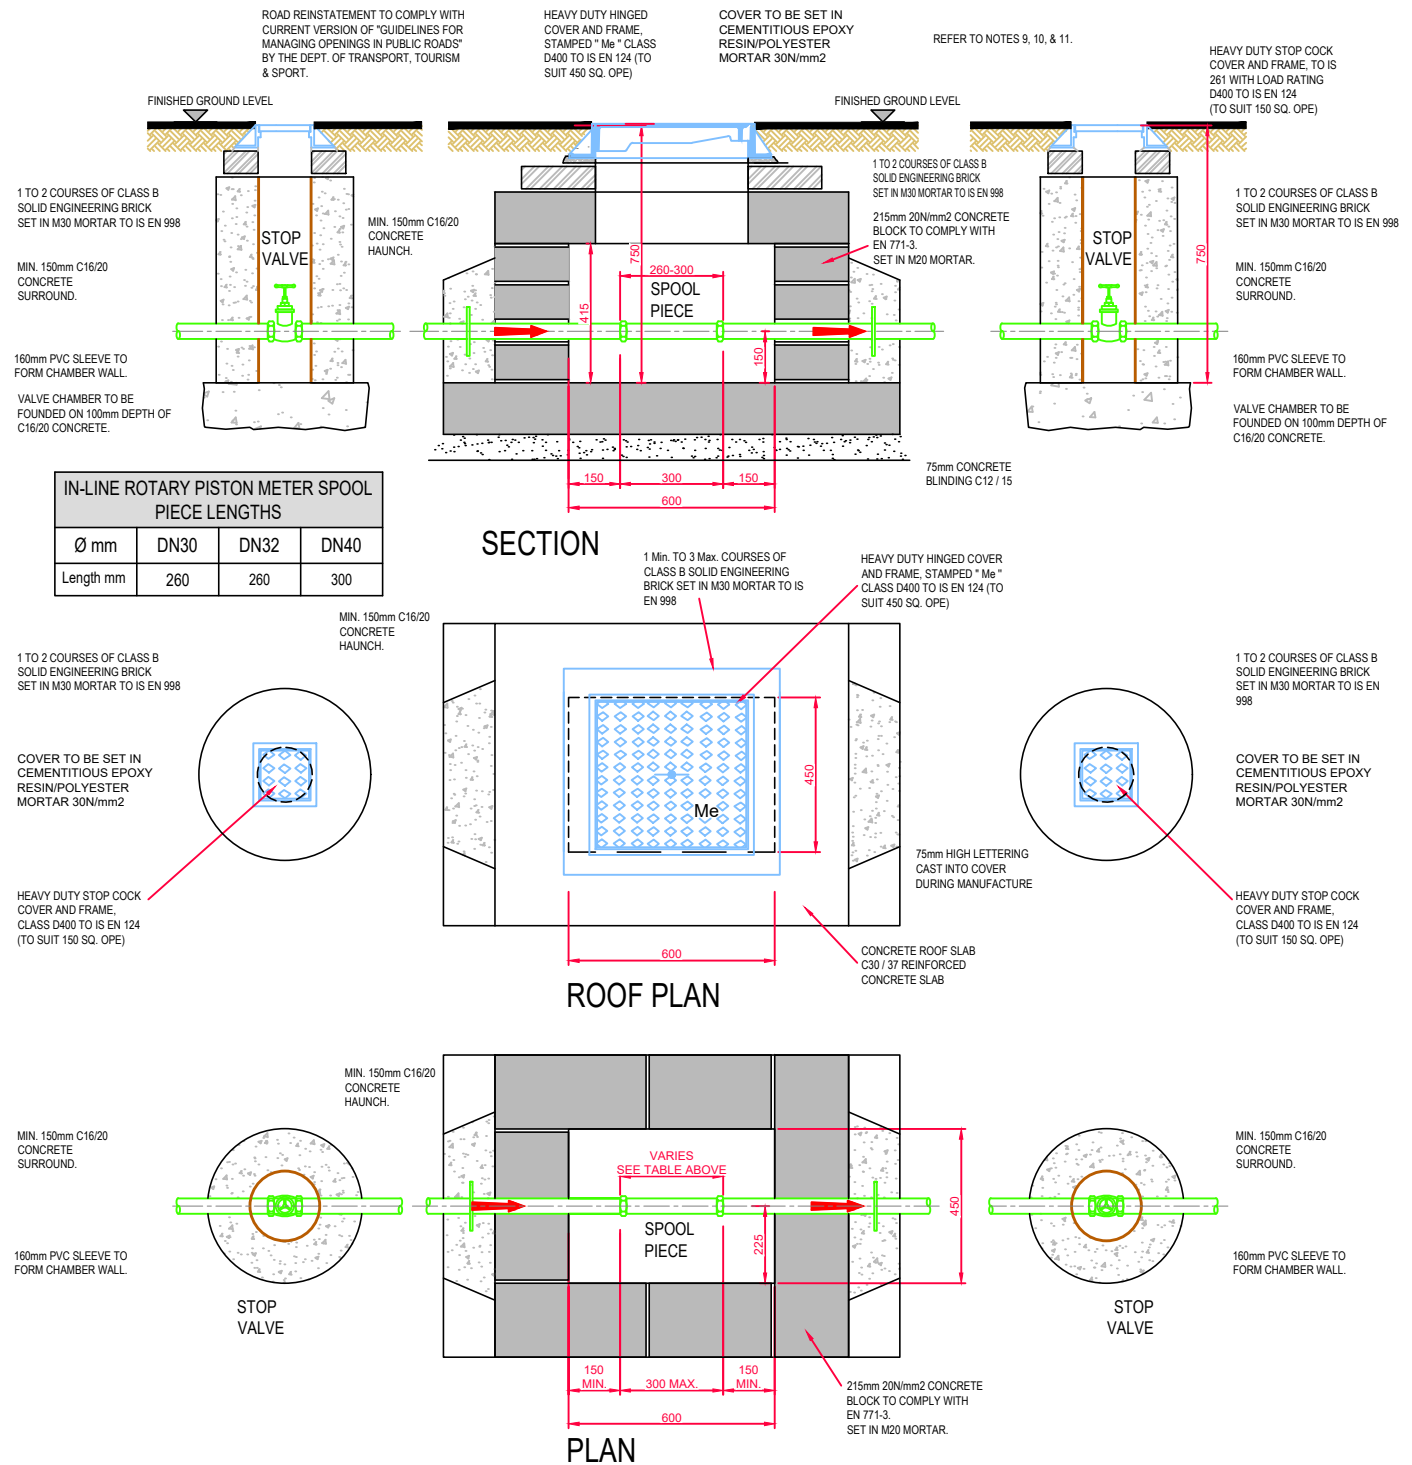 ROAD REINSTATEMENT TO COMPLY WITH
CURRENT VERSION OF "GUIDELINES FOR
MANAGING OPENINGS IN PUBLIC ROADS"
BY THE DEPT. OF TRANSPORT, TOURISM
& SPORT.
HEAVY DUTY HINGED
COVER AND FRAME,
STAMPED " Me " CLASS
D400 TO IS EN 124 (TO
SUIT 450 SQ. OPE)
COVER TO BE SET IN
CEMENTITIOUS EPOXY
RESIN/POLYESTER
MORTAR 30N/mm2
REFER TO NOTES 9, 10, & 11.
HEAVY DUTY STOP COCK
COVER AND FRAME, TO IS
261 WITH LOAD RATING
D400 TO IS EN 124
(TO SUIT 150 SQ. OPE)
FINISHED GROUND LEVEL
FINISHED GROUND LEVEL
1 TO 2 COURSES OF CLASS B
SOLID ENGINEERING BRICK
SET IN M30 MORTAR TO IS EN 998
MIN. 150mm C16/20
CONCRETE
SURROUND.
160mm PVC SLEEVE TO
FORM CHAMBER WALL.
VALVE CHAMBER TO BE
FOUNDED ON 100mm DEPTH OF
C16/20 CONCRETE.
STOP
VALVE
MIN. 150mm C16/20
CONCRETE
HAUNCH.
1 TO 2 COURSES OF CLASS B
SOLID ENGINEERING BRICK
SET IN M30 MORTAR TO IS EN 998
215mm 20N/mm2 CONCRETE
BLOCK TO COMPLY WITH
EN 771-3.
SET IN M20 MORTAR.
750
415
260-300
SPOOL
PIECE
150
150
300
150
600
75mm CONCRETE
BLINDING C12 / 15
STOP
VALVE
750
1 TO 2 COURSES OF CLASS B
SOLID ENGINEERING BRICK
SET IN M30 MORTAR TO IS EN 998
MIN. 150mm C16/20
CONCRETE
SURROUND.
160mm PVC SLEEVE TO
FORM CHAMBER WALL.
VALVE CHAMBER TO BE
FOUNDED ON 100mm DEPTH OF
C16/20 CONCRETE.
SECTION
IN-LINE ROTARY PISTON METER SPOOL
PIECE LENGTHS
Ø mm DN30 DN32 DN40
Length mm 260 260 300
1 Min. TO 3 Max. COURSES OF
CLASS B SOLID ENGINEERING
BRICK SET IN M30 MORTAR TO IS
EN 998
HEAVY DUTY HINGED COVER
AND FRAME, STAMPED " Me "
CLASS D400 TO IS EN 124 (TO
SUIT 450 SQ. OPE)
MIN. 150mm C16/20
CONCRETE
HAUNCH.
1 TO 2 COURSES OF CLASS B
SOLID ENGINEERING BRICK
SET IN M30 MORTAR TO IS EN 998
COVER TO BE SET IN
CEMENTITIOUS EPOXY
RESIN/POLYESTER
MORTAR 30N/mm2
HEAVY DUTY STOP COCK
COVER AND FRAME,
CLASS D400 TO IS EN 124
(TO SUIT 150 SQ. OPE)
Me
450
600
75mm HIGH LETTERING
CAST INTO COVER
DURING MANUFACTURE
CONCRETE ROOF SLAB
C30 / 37 REINFORCED
CONCRETE SLAB
1 TO 2 COURSES OF CLASS B
SOLID ENGINEERING BRICK
SET IN M30 MORTAR TO IS EN
998
COVER TO BE SET IN
CEMENTITIOUS EPOXY
RESIN/POLYESTER
MORTAR 30N/mm2
HEAVY DUTY STOP COCK
COVER AND FRAME,
CLASS D400 TO IS EN 124
(TO SUIT 150 SQ. OPE)
ROOF PLAN
MIN. 150mm C16/20
CONCRETE
HAUNCH.
MIN. 150mm C16/20
CONCRETE
SURROUND.
160mm PVC SLEEVE TO
FORM CHAMBER WALL.
STOP
VALVE
VARIES
SEE TABLE ABOVE
SPOOL
PIECE
225
450
150
MIN.
300 MAX.
150
MIN.
600
215mm 20N/mm2 CONCRETE
BLOCK TO COMPLY WITH
EN 771-3.
SET IN M20 MORTAR.
MIN. 150mm C16/20
CONCRETE
SURROUND.
160mm PVC SLEEVE TO
FORM CHAMBER WALL.
STOP
VALVE
PLAN